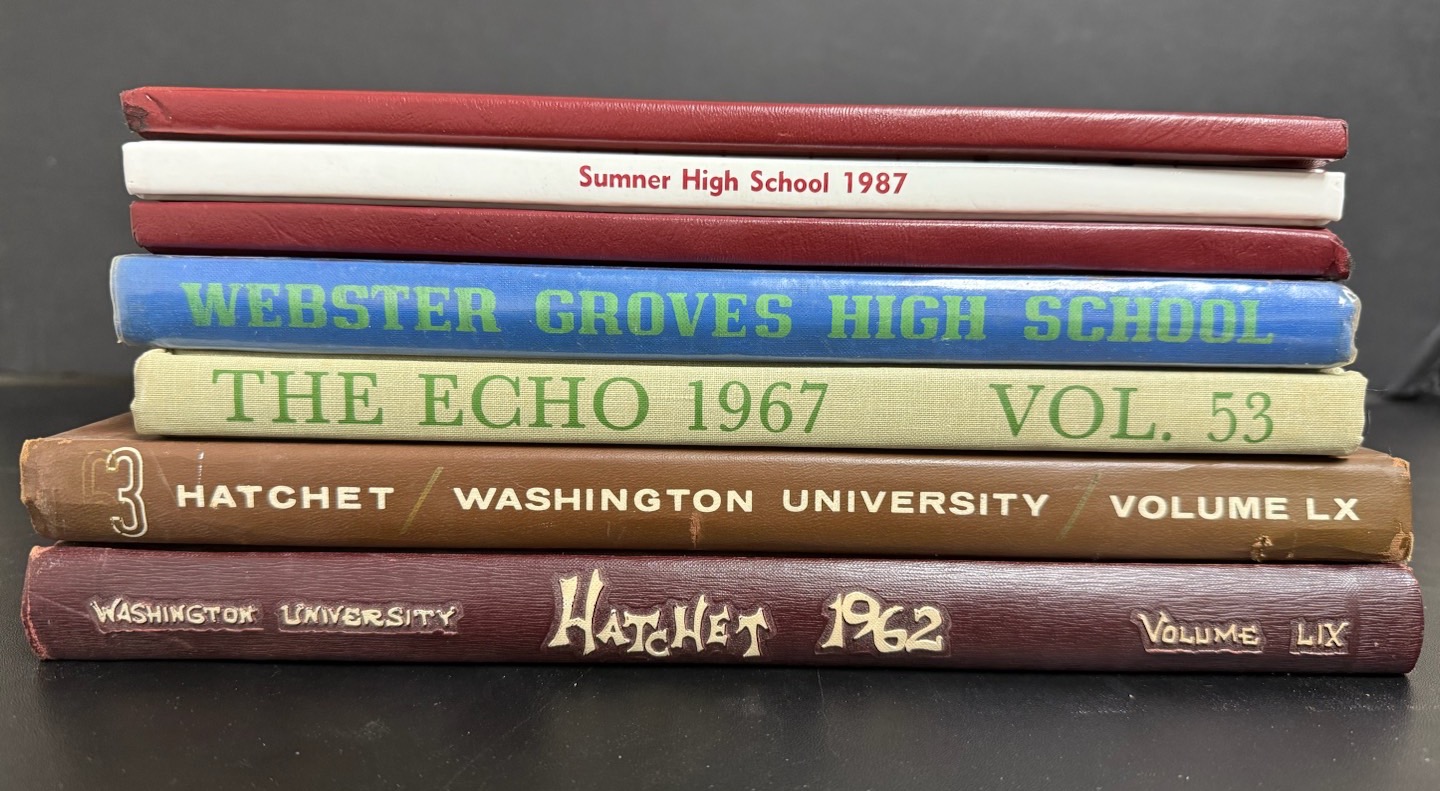 Sumner High School 1987
WEBSTER GROVES HIGH SCHOOL
THE ECHO 1967 VOL. 53
63 HATCHET / WASHINGTON UNIVERSITY / VOLUME LX
WASHINGTON UNIVERSITY HATCHET 1962 VOLUME LIX